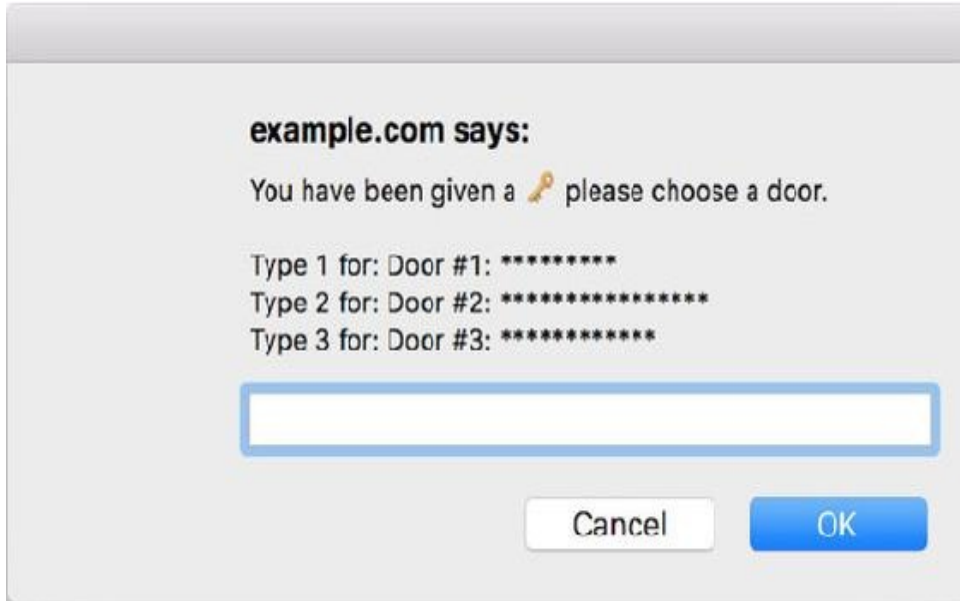 example.com says:
You have been given a 🔑 please choose a door.
Type 1 for: Door #1: *********
Type 2 for: Door #2: ****************
Type 3 for: Door #3: ************
Cancel OK